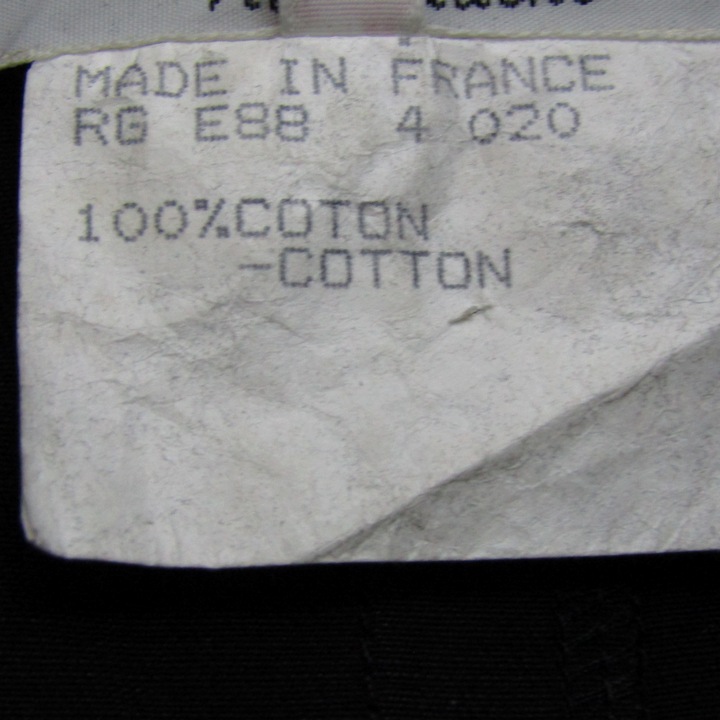 MADE IN FRANCE
RG E88 4 020
100%COTON
-COTTON